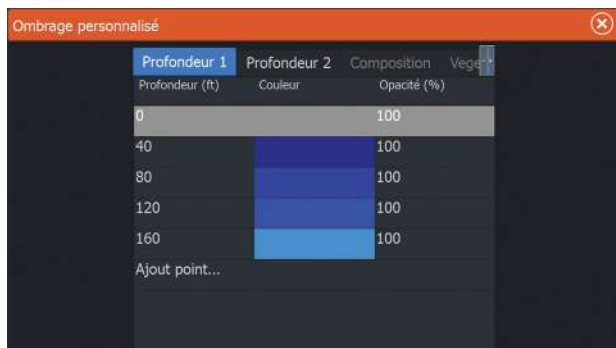 Ombrage personnalisé
Profondeur 1 Profondeur 2 Composition Vege
Profondeur (ft) Couleur Opacité (%)
0 100
40 100
80 100
120 100
160 100
Ajout point...